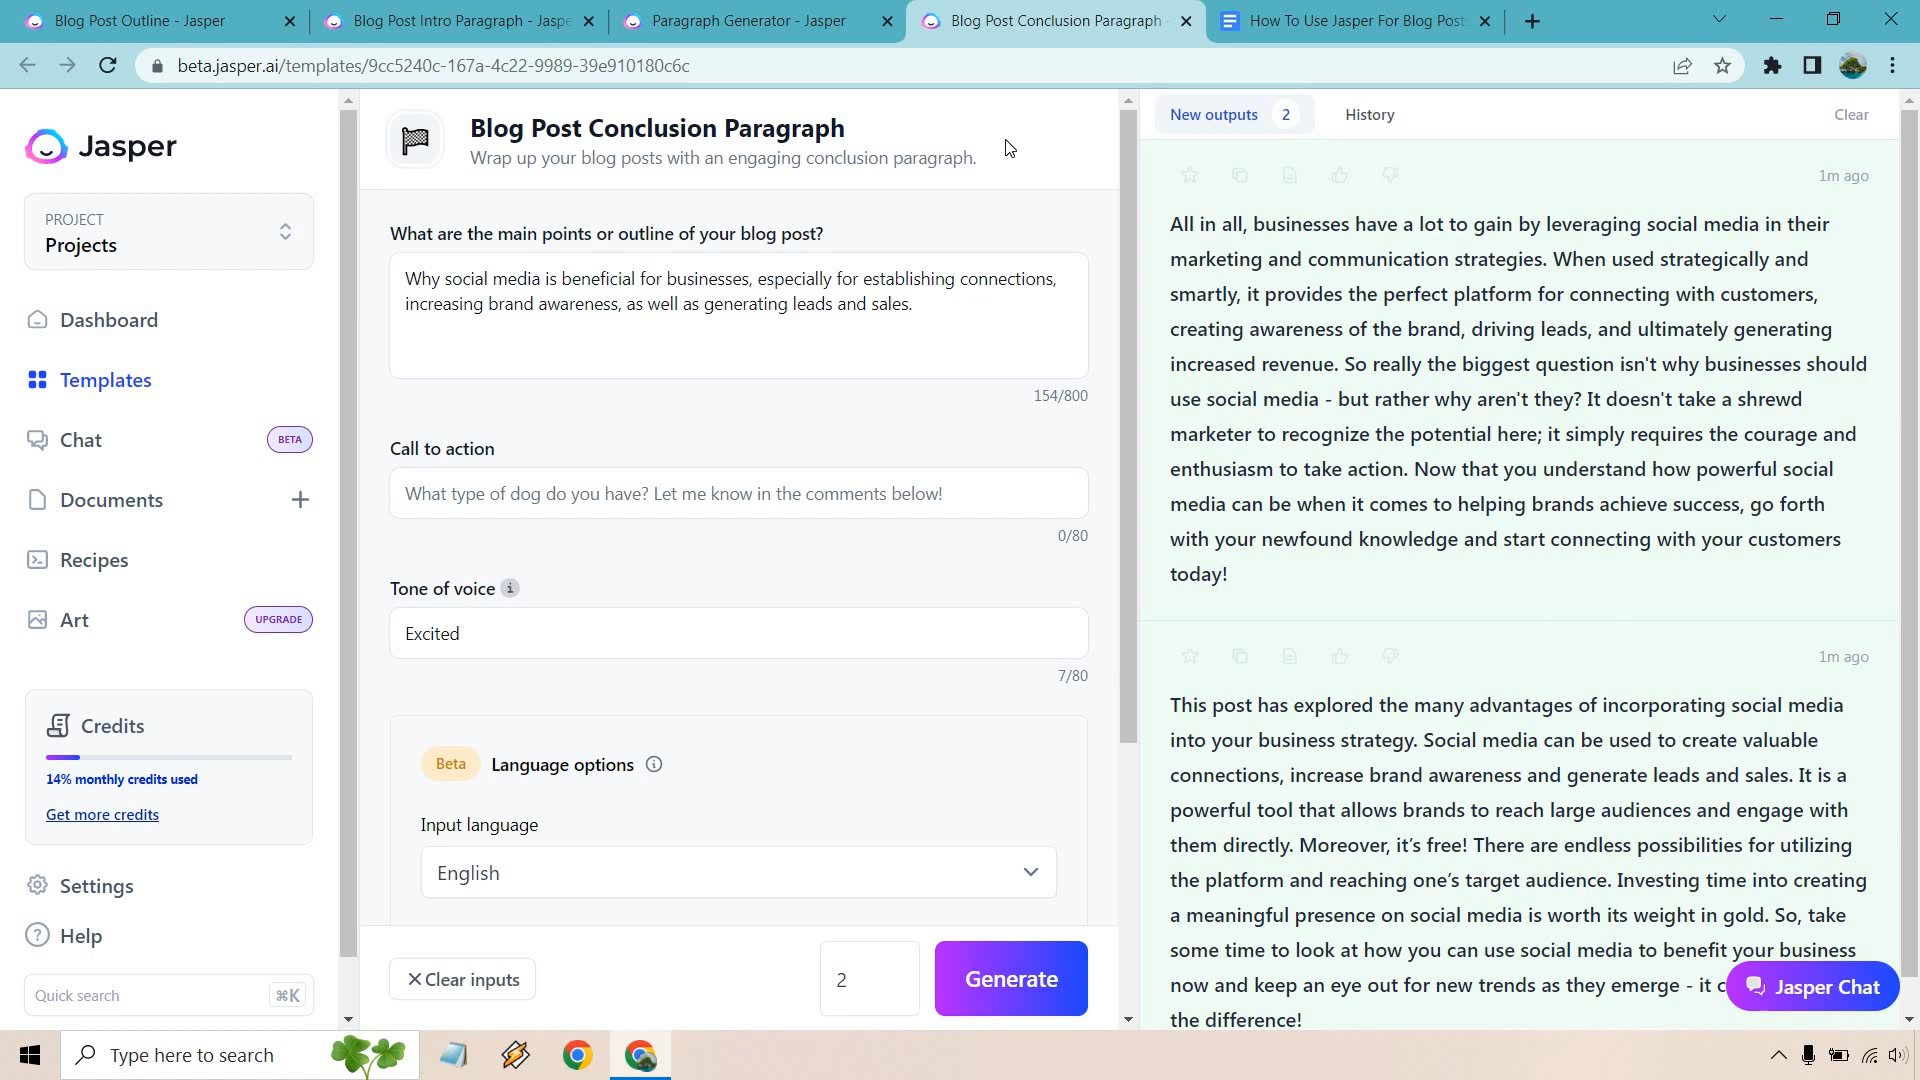 Blog Post Outline - Jasper
Blog Post Intro Paragraph - Jaspe
Paragraph Generator - Jasper
Blog Post Conclusion Paragraph
How To Use Jasper For Blog Post
beta.jasper.ai/templates/9cc5240c-167a-4c22-9989-39e910180c6c
Jasper
PROJECT
Projects
Dashboard
Templates
Chat
BETA
Documents
Recipes
Art
UPGRADE
Credits
14% monthly credits used
Get more credits
Settings
Help
Quick search
⌘K
Blog Post Conclusion Paragraph
Wrap up your blog posts with an engaging conclusion paragraph.
What are the main points or outline of your blog post?
Why social media is beneficial for businesses, especially for establishing connections,
increasing brand awareness, as well as generating leads and sales.
154/800
Call to action
What type of dog do you have? Let me know in the comments below!
0/80
Tone of voice
Excited
7/80
Beta
Language options
Input language
English
Clear inputs
2
Generate
New outputs 2
History
Clear
1m ago
All in all, businesses have a lot to gain by leveraging social media in their
marketing and communication strategies. When used strategically and
smartly, it provides the perfect platform for connecting with customers,
creating awareness of the brand, driving leads, and ultimately generating
increased revenue. So really the biggest question isn't why businesses should
use social media - but rather why aren't they? It doesn't take a shrewd
marketer to recognize the potential here; it simply requires the courage and
enthusiasm to take action. Now that you understand how powerful social
media can be when it comes to helping brands achieve success, go forth
with your newfound knowledge and start connecting with your customers
today!
1m ago
This post has explored the many advantages of incorporating social media
into your business strategy. Social media can be used to create valuable
connections, increase brand awareness and generate leads and sales. It is a
powerful tool that allows brands to reach large audiences and engage with
them directly. Moreover, it's free! There are endless possibilities for utilizing
the platform and reaching one's target audience. Investing time into creating
a meaningful presence on social media is worth its weight in gold. So, take
some time to look at how you can use social media to benefit your business
now and keep an eye out for new trends as they emerge - it c
the difference!
Jasper Chat
Type here to search